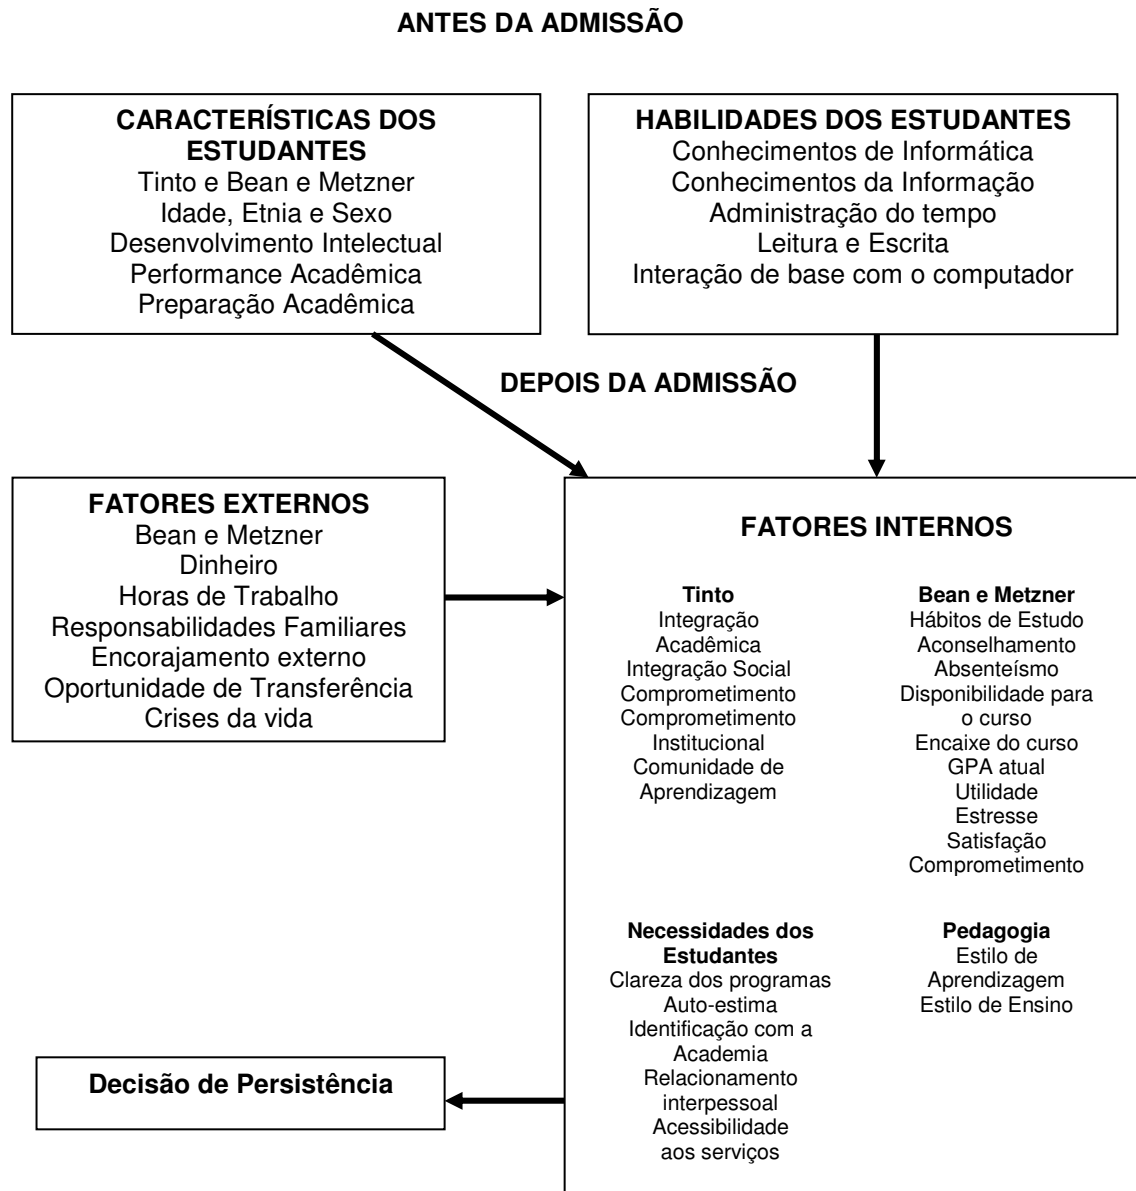 ANTES DA ADMISSÃO
CARACTERÍSTICAS DOS
ESTUDANTES
Tinto e Bean e Metzner
Idade, Etnia e Sexo
Desenvolvimento Intelectual
Performance Acadêmica
Preparação Acadêmica
HABILIDADES DOS ESTUDANTES
Conhecimentos de Informática
Conhecimentos da Informação
Administração do tempo
Leitura e Escrita
Interação de base com o computador
DEPOIS DA ADMISSÃO
FATORES EXTERNOS
Bean e Metzner
Dinheiro
Horas de Trabalho
Responsabilidades Familiares
Encorajamento externo
Oportunidade de Transferência
Crises da vida
FATORES INTERNOS
Tinto
Integração
Acadêmica
Integração Social
Comprometimento
Comprometimento
Institucional
Comunidade de
Aprendizagem
Bean e Metzner
Hábitos de Estudo
Aconselhamento
Absenteísmo
Disponibilidade para
o curso
Encaixe do curso
GPA atual
Utilidade
Estresse
Satisfação
Comprometimento
Necessidades dos
Estudantes
Clareza dos programas
Auto-estima
Identificação com a
Academia
Relacionamento
interpessoal
Acessibilidade
aos serviços
Pedagogia
Estilo de
Aprendizagem
Estilo de Ensino
Decisão de Persistência